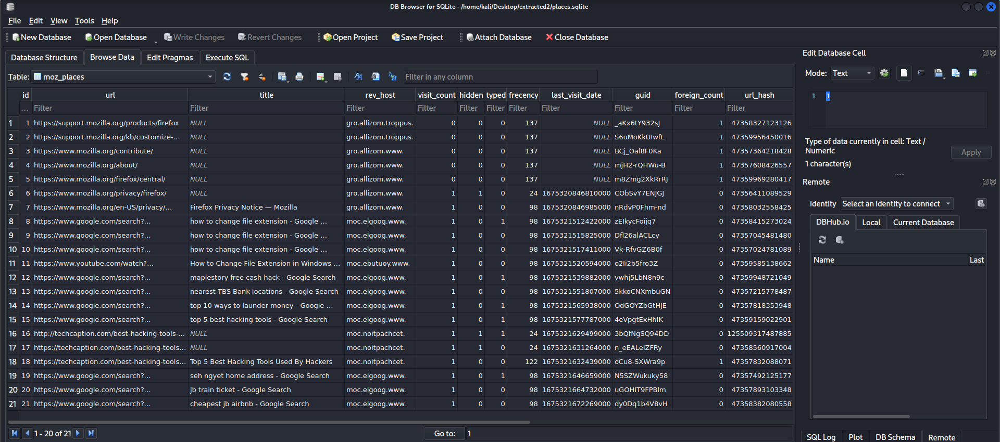 DB Browser for SQLite - /home/kali/Desktop/extracted2/places.sqlite
File Edit View Tools Help
New Database Open Database Write Changes Revert Changes Open Project Save Project Attach Database Close Database
Database Structure Browse Data Edit Pragmas Execute SQL
Table: moz_places Filter in any column
id url title rev_host visit_count hidden typed frecency last_visit_date guid foreign_count url_hash
... Filter Filter Filter Filter Filter Filter Filter Filter Filter Filter Filter
1 1 https://support.mozilla.org/products/firefox NULL gro.allizom.troppus. 0 0 0 137 NULL _aKx6tY932sJ 1 47358327123126
2 2 https://support.mozilla.org/kb/customize-... NULL gro.allizom.troppus. 0 0 0 137 NULL S6uMoKkUIwfL 1 47359956450016
3 3 https://www.mozilla.org/contribute/ NULL gro.allizom.www. 0 0 0 137 NULL BCj_Oal8F0Ka 1 47357364218428
4 4 https://www.mozilla.org/about/ NULL gro.allizom.www. 0 0 0 137 NULL mjH2-rQHWu-B 1 47357608426557
5 5 https://www.mozilla.org/firefox/central/ NULL gro.allizom.www. 0 0 0 137 NULL m8Zmg2XkRrRJ 1 47359969280417
6 6 https://www.mozilla.org/privacy/firefox/ NULL gro.allizom.www. 1 1 0 24 1675320846810000 CObSvY7ENJGJ 0 47356411089529
7 7 https://www.mozilla.org/en-US/privacy/... Firefox Privacy Notice — Mozilla gro.allizom.www. 1 0 0 98 1675320846985000 nRdvP0Fhm-nd 0 47358032558425
8 8 https://www.google.com/search?... how to change file extension - Google ... moc.elgoog.www. 1 0 1 98 1675321512422000 zEIkycFoijq7 0 47358415273024
9 9 https://www.google.com/search?... how to change file extension - Google ... moc.elgoog.www. 1 0 0 98 1675321515825000 Dfl26alACLcy 0 47357045481480
10 10 https://www.google.com/search?... how to change file extension - Google ... moc.elgoog.www. 1 0 0 98 1675321517411000 Vk-RfvGZ6B0f 0 47357024781089
11 11 https://www.youtube.com/watch?... How to Change File Extension in Windows ... moc.ebutuoy.www. 1 0 0 98 1675321520594000 o2Ii2b5fro3Z 0 47359585138662
12 12 https://www.google.com/search?... maplestory free cash hack - Google Search moc.elgoog.www. 1 0 1 98 1675321539882000 vwhj5LbN8n9c 0 47359948721049
13 13 https://www.google.com/search?... nearest TBS Bank locations - Google Search moc.elgoog.www. 1 0 0 98 1675321551807000 5kkoCNXmbuGN 0 47357215778487
14 14 https://www.google.com/search?... top 10 ways to launder money - Google ... moc.elgoog.www. 1 0 1 98 1675321565938000 OdGOYZbGtHJE 0 47357818353948
15 15 https://www.google.com/search?... top 5 best hacking tools - Google Search moc.elgoog.www. 1 0 1 98 1675321577787000 4eVpgtExHhIK 0 47359159022901
16 16 http://techcaption.com/best-hacking-tools-... NULL moc.noitpachcet. 1 1 1 24 1675321629499000 3bQfNgSQ94DD 0 125509317487885
17 17 https://techcaption.com/best-hacking-tools... NULL moc.noitpachcet. 1 1 0 24 1675321631264000 n_eEALeIZFRy 0 47358560917004
18 18 https://techcaption.com/best-hacking-tools... Top 5 Best Hacking Tools Used By Hackers moc.noitpachcet. 1 0 0 122 1675321632439000 oCu8-SXWra9p 1 47357832088071
19 19 https://www.google.com/search?... seh ngyet home address - Google Search moc.elgoog.www. 1 0 1 98 1675321646659000 N5SZWukuky58 0 47357492125177
20 20 https://www.google.com/search?... jb train ticket - Google Search moc.elgoog.www. 1 0 0 98 1675321664732000 uGOHIT9FPBlm 0 47357893103348
21 21 https://www.google.com/search?... cheapest jb airbnb - Google Search moc.elgoog.www. 1 0 0 98 1675321672269000 dy0Dq1b4V8vH 0 47358382080558
1 - 20 of 21 Go to: 1
Edit Database Cell
Mode: Text
1 1
Type of data currently in cell: Text /
Numeric
Apply
1 character(s)
Remote
Identity Select an identity to connect
DBHub.io Local Current Database
Name Last
SQL Log Plot DB Schema Remote